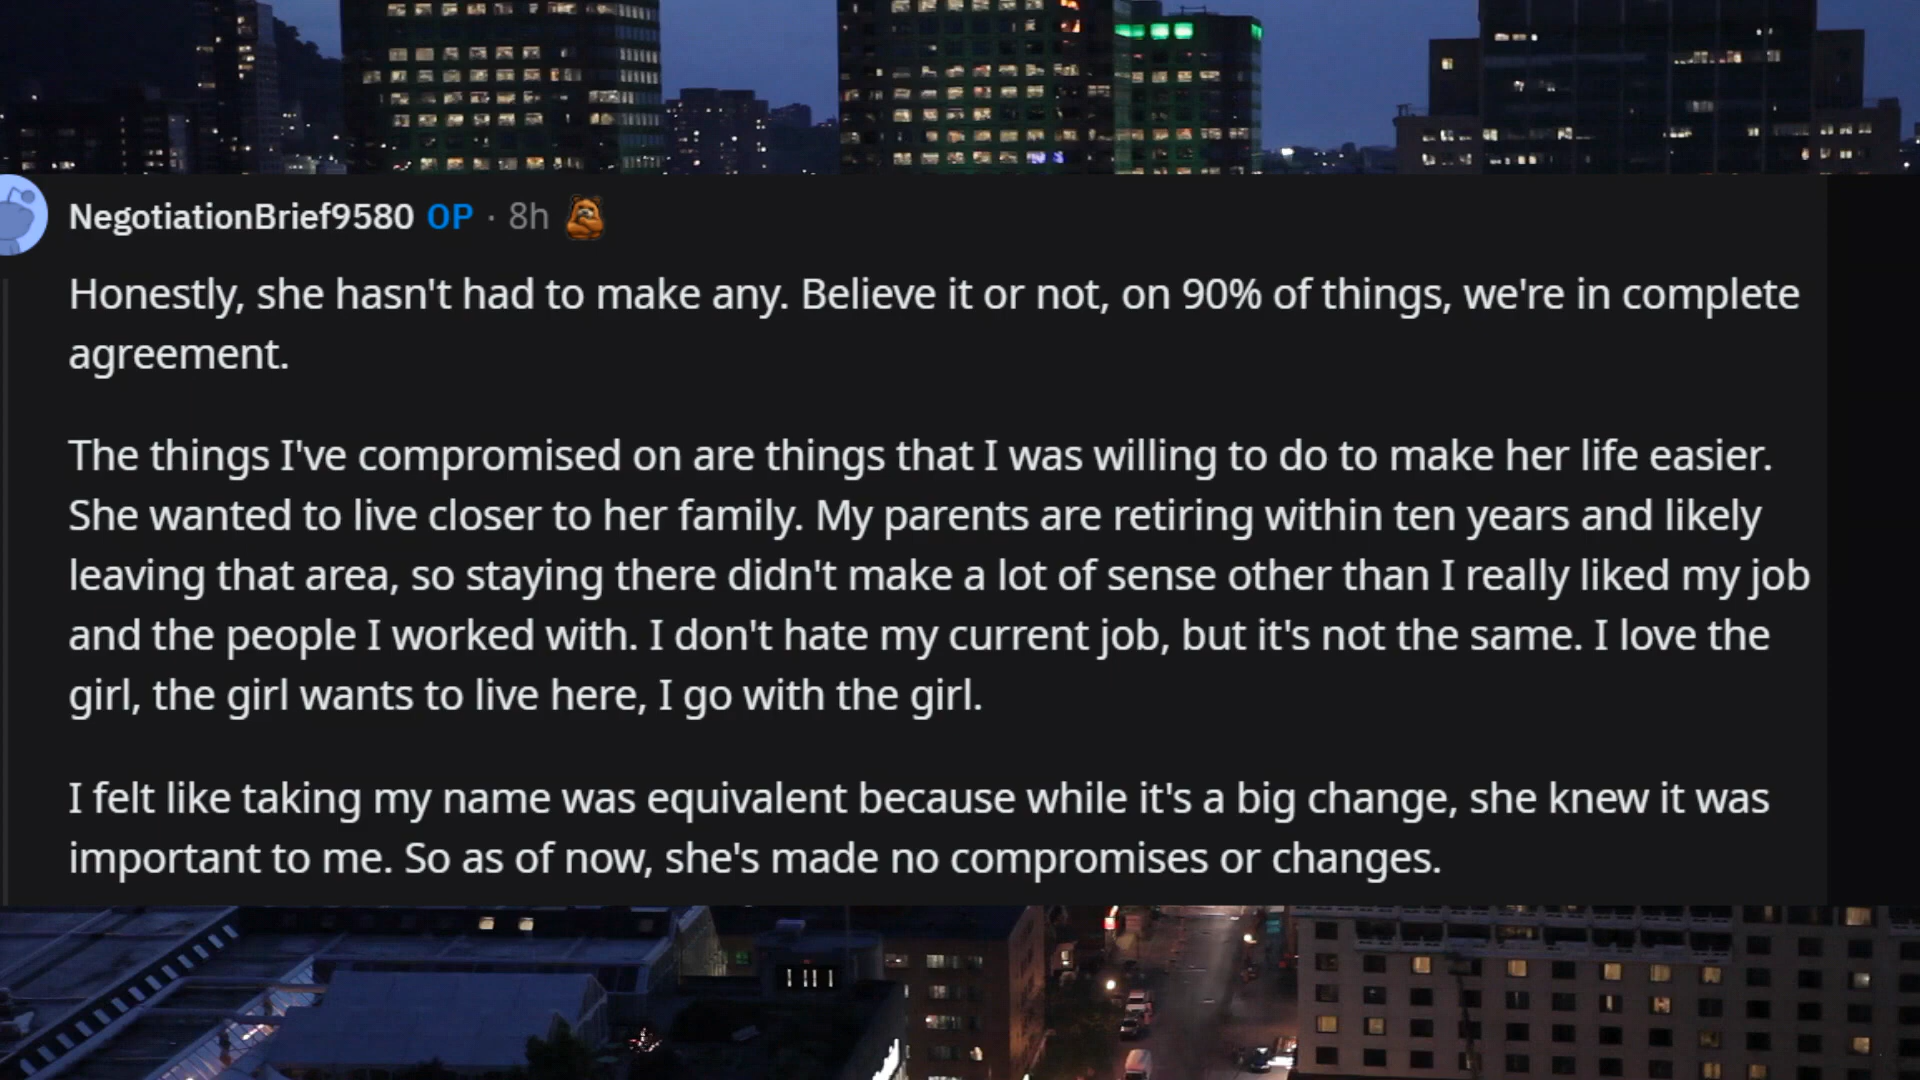 NegotiationBrief9580 OP · 8h
Honestly, she hasn't had to make any. Believe it or not, on 90% of things, we're in complete
agreement.
The things I've compromised on are things that I was willing to do to make her life easier.
She wanted to live closer to her family. My parents are retiring within ten years and likely
leaving that area, so staying there didn't make a lot of sense other than I really liked my job
and the people I worked with. I don't hate my current job, but it's not the same. I love the
girl, the girl wants to live here, I go with the girl.
I felt like taking my name was equivalent because while it's a big change, she knew it was
important to me. So as of now, she's made no compromises or changes.